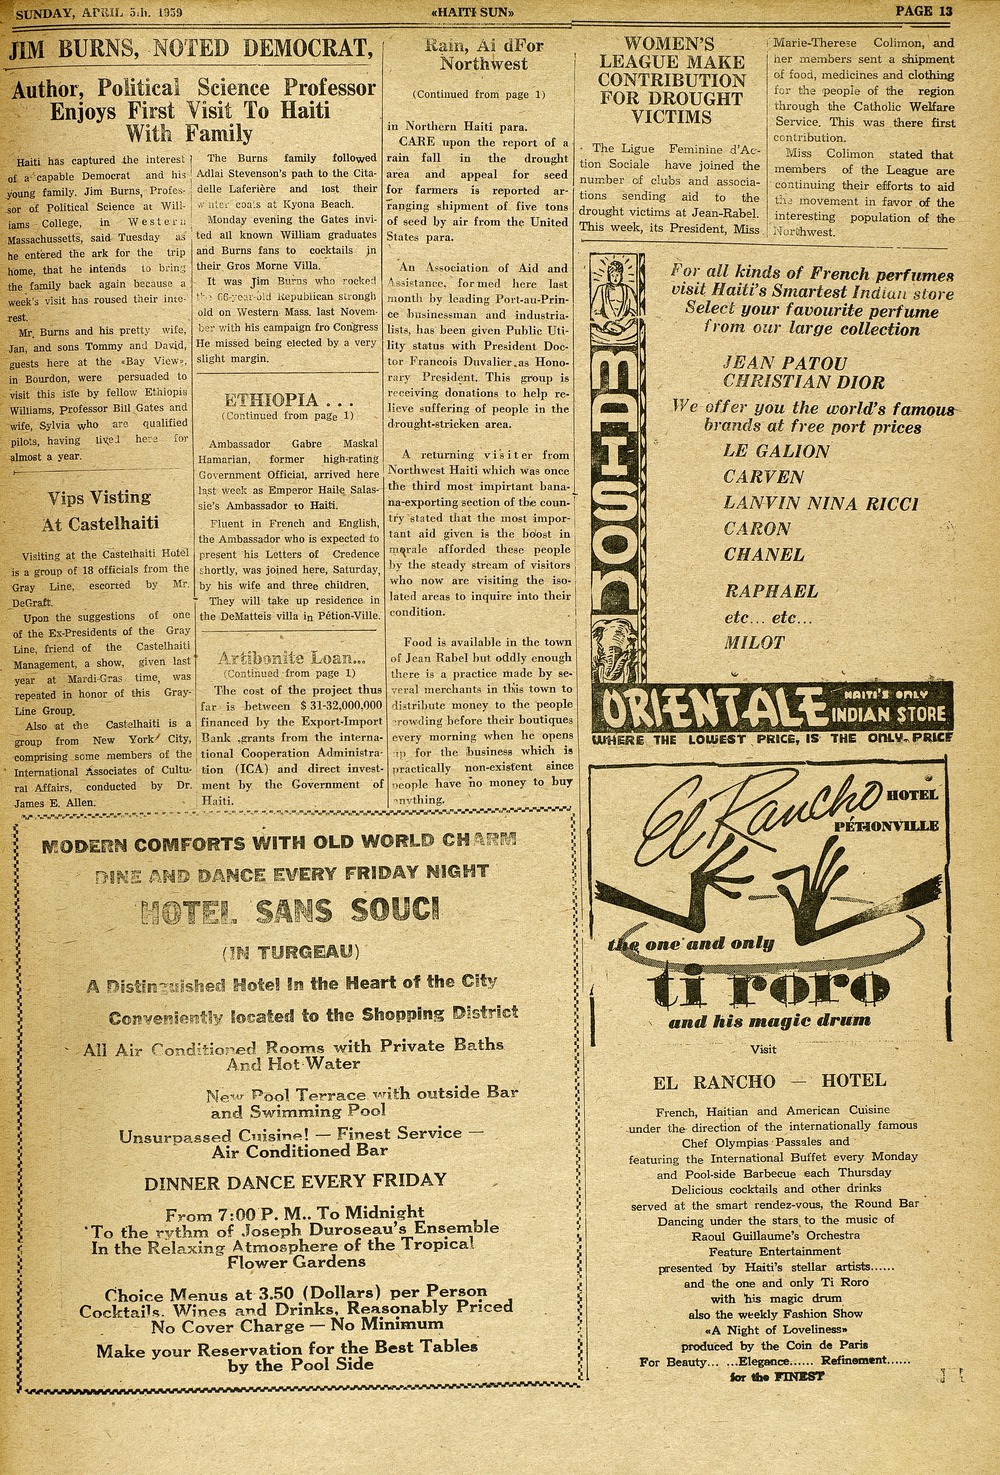 SUNDAY, APRIL 5th. 1959
«HAITI SUN»
PAGE 13
JIM BURNS, NOTED DEMOCRAT,
Author, Political Science Professor
Enjoys First Visit To Haiti
With Family
Haiti has captured the interest
of a capable Democrat and his
young family. Jim Burns, Profes-
sor of Political Science at Will-
iams College, in Western
Massachussetts, said Tuesday as
he entered the ark for the trip
home, that he intends to bring
the family back again because a
week's visit has roused their inte-
rest.
Mr. Burns and his pretty wife,
Jan, and sons Tommy and David,
guests here at the «Bay View»,
in Bourdon, were persuaded to
visit this isle by fellow Ethiopis
Williams, Professor Bill Gates and
wife, Sylvia who are qualified
pilots, having lived here for
almost a year.
Vips Visting
At Castelhaiti
Visiting at the Castelhaiti Hotel
is a group of 18 officials from the
Gray Line, escorted by Mr.
DeGraft.
Upon the suggestions of one
of the Ex-Presidents of the Gray
Line, friend of the Castelhaiti
Management, a show, given last
year at Mardi-Gras time, was
repeated in honor of this Gray-
Line Group.
Also at the Castelhaiti is a
group from New York City,
comprising some members of the
International Associates of Cultu-
ral Affairs, conducted by Dr.
James E. Allen.
The Burns family followed
Adlai Stevenson's path to the Cita-
delle Laferière and lost their
winter coats at Kyona Beach.
Monday evening the Gates invi-
ted all known William graduates
and Burns fans to cocktails in
their Gros Morne Villa.
It was Jim Burns who rocked
the 66-year-old Republican strongh
old on Western Mass. last Novem-
ber with his campaign fro Congress
He missed being elected by a very
slight margin.
ETHIOPIA . . .
(Continued from page 1)
Ambassador Gabre Maskal
Hamarian, former high-rating
Government Official, arrived here
last week as Emperor Haile Salas-
sie's Ambassador to Haiti.
Fluent in French and English,
the Ambassador who is expected to
present his Letters of Credence
shortly, was joined here, Saturday,
by his wife and three children.
They will take up residence in
the DeMatteis villa in Pétion-Ville.
Artibonite Loan...
(Continued from page 1)
The cost of the project thus
far is between $ 31-32,000,000
financed by the Export-Import
Bank .grants from the interna-
tional Cooperation Administra-
tion (ICA) and direct invest-
ment by the Government of
Haiti.
Rain, Ai dFor
Northwest
(Continued from page 1)
in Northern Haiti para.
CARE upon the report of a
rain fall in the drought
area and appeal for seed
for farmers is reported ar-
ranging shipment of five tons
of seed by air from the United
States para.
An Association of Aid and
Assistance, formed here last
month by leading Port-au-Prin-
ce businessman and industria-
lists, has been given Public Uti-
lity status with President Doc-
tor Francois Duvalier as Hono-
rary President. This group is
receiving donations to help re-
lieve suffering of people in the
drought-stricken area.
A returning visiter from
Northwest Haiti which was once
the third most impirtant bana-
na-exporting section of the coun-
try stated that the most impor-
tant aid given is the boost in
morale afforded these people
by the steady stream of visitors
who now are visiting the iso-
lated areas to inquire into their
condition.
Food is available in the town
of Jean Rabel but oddly enough
there is a practice made by se-
veral merchants in this town to
distribute money to the people
crowding before their boutiques
every morning when he opens
up for the business which is
practically non-existent since
people have no money to buy
anything.
WOMEN'S
LEAGUE MAKE
CONTRIBUTION
FOR DROUGHT
VICTIMS
The Ligue Feminine d'Ac-
tion Sociale have joined the
number of clubs and associa-
tions sending aid to the
drought victims at Jean-Rabel.
This week, its President, Miss
Marie-Therese Colimon, and
her members sent a shipment
of food, medicines and clothing
for the people of the region
through the Catholic Welfare
Service. This was there first
contribution.
Miss Colimon stated that
members of the League are
continuing their efforts to aid
the movement in favor of the
interesting population of the
Northwest.
MAISON
For all kinds of French perfumes
visit Haiti's Smartest Indian store
Select your favourite perfume
from our large collection
JEAN PATOU
CHRISTIAN DIOR
We offer you the world's famous
brands at free port prices
LE GALION
CARVEN
LANVIN NINA RICCI
CARON
CHANEL
RAPHAEL
etc... etc...
MILOT
ORIENTALE HAITI'S ONLY
INDIAN STORE
WHERE THE LOWEST PRICE, IS THE ONLY PRICE
El Rancho HOTEL
PÉTIONVILLE
the one and only
ti roro
and his magic drum
Visit
EL RANCHO — HOTEL
French, Haitian and American Cuisine
under the direction of the internationally famous
Chef Olympias Passales and
featuring the International Buffet every Monday
and Pool-side Barbecue each Thursday
Delicious cocktails and other drinks
served at the smart rendez-vous, the Round Bar
Dancing under the stars to the music of
Raoul Guillaume's Orchestra
Feature Entertainment
presented by Haiti's stellar artists......
and the one and only Ti Roro
with his magic drum
also the weekly Fashion Show
«A Night of Loveliness»
produced by the Coin de Paris
For Beauty... ...Elegance...... Refinement......
for the FINEST
MODERN COMFORTS WITH OLD WORLD CHARM
DINE AND DANCE EVERY FRIDAY NIGHT
HOTEL SANS SOUCI
(IN TURGEAU)
A Distinguished Hotel In the Heart of the City
Conveniently located to the Shopping District
All Air Conditioned Rooms with Private Baths
And Hot Water
New Pool Terrace with outside Bar
and Swimming Pool
Unsurpassed Cuisine! — Finest Service —
Air Conditioned Bar
DINNER DANCE EVERY FRIDAY
From 7:00 P. M.. To Midnight
To the rythm of Joseph Duroseau's Ensemble
In the Relaxing Atmosphere of the Tropical
Flower Gardens
Choice Menus at 3.50 (Dollars) per Person
Cocktails. Wines and Drinks, Reasonably Priced
No Cover Charge — No Minimum
Make your Reservation for the Best Tables
by the Pool Side